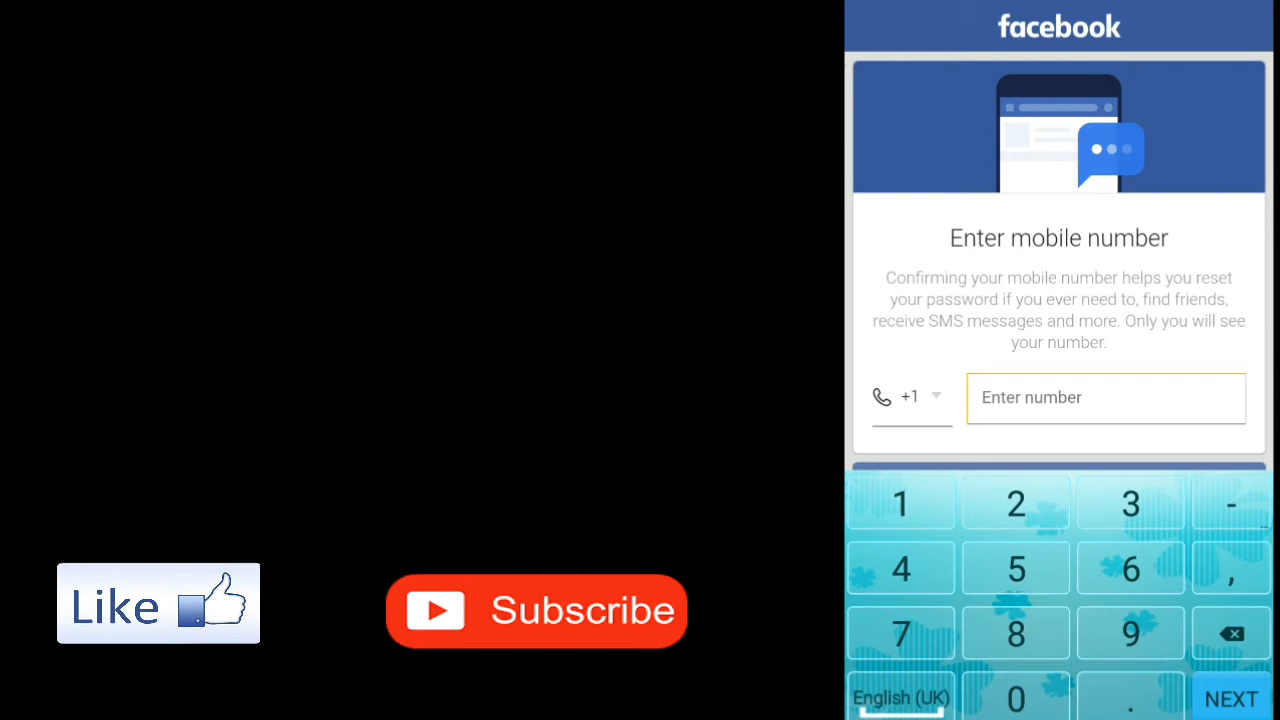 facebook
Enter mobile number
Confirming your mobile number helps you reset
your password if you ever need to, find friends,
receive SMS messages and more. Only you will see
your number.
+1
Enter number
1 2 3 -
4 5 6 ,
7 8 9
English (UK) 0 . NEXT
Like
Subscribe